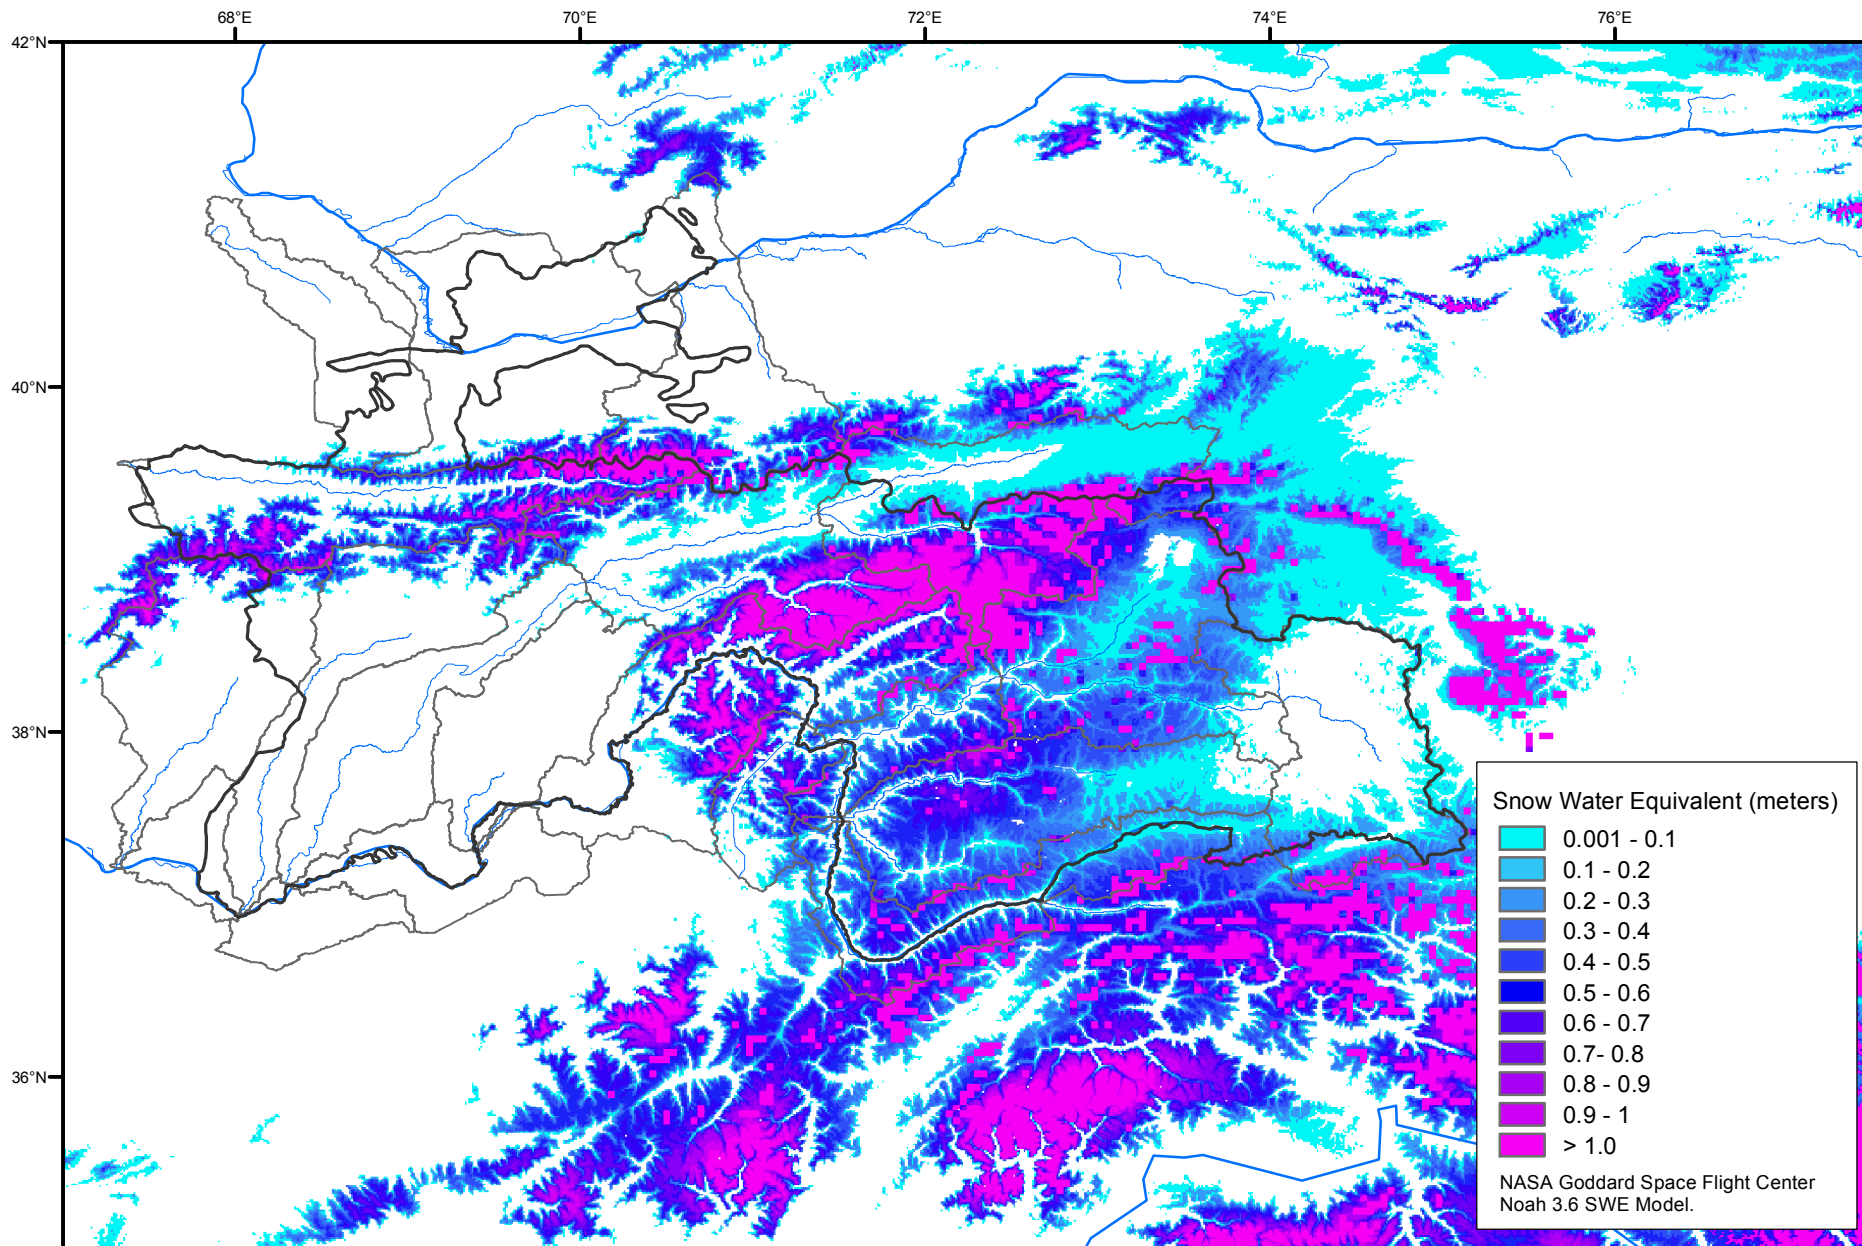 68°E
70°E
72°E
74°E
76°E
42°N
40°N
38°N
36°N
Snow Water Equivalent (meters)
0.001 - 0.1
0.1 - 0.2
0.2 - 0.3
0.3 - 0.4
0.4 - 0.5
0.5 - 0.6
0.6 - 0.7
0.7- 0.8
0.8 - 0.9
0.9 - 1
> 1.0
NASA Goddard Space Flight Center
Noah 3.6 SWE Model.